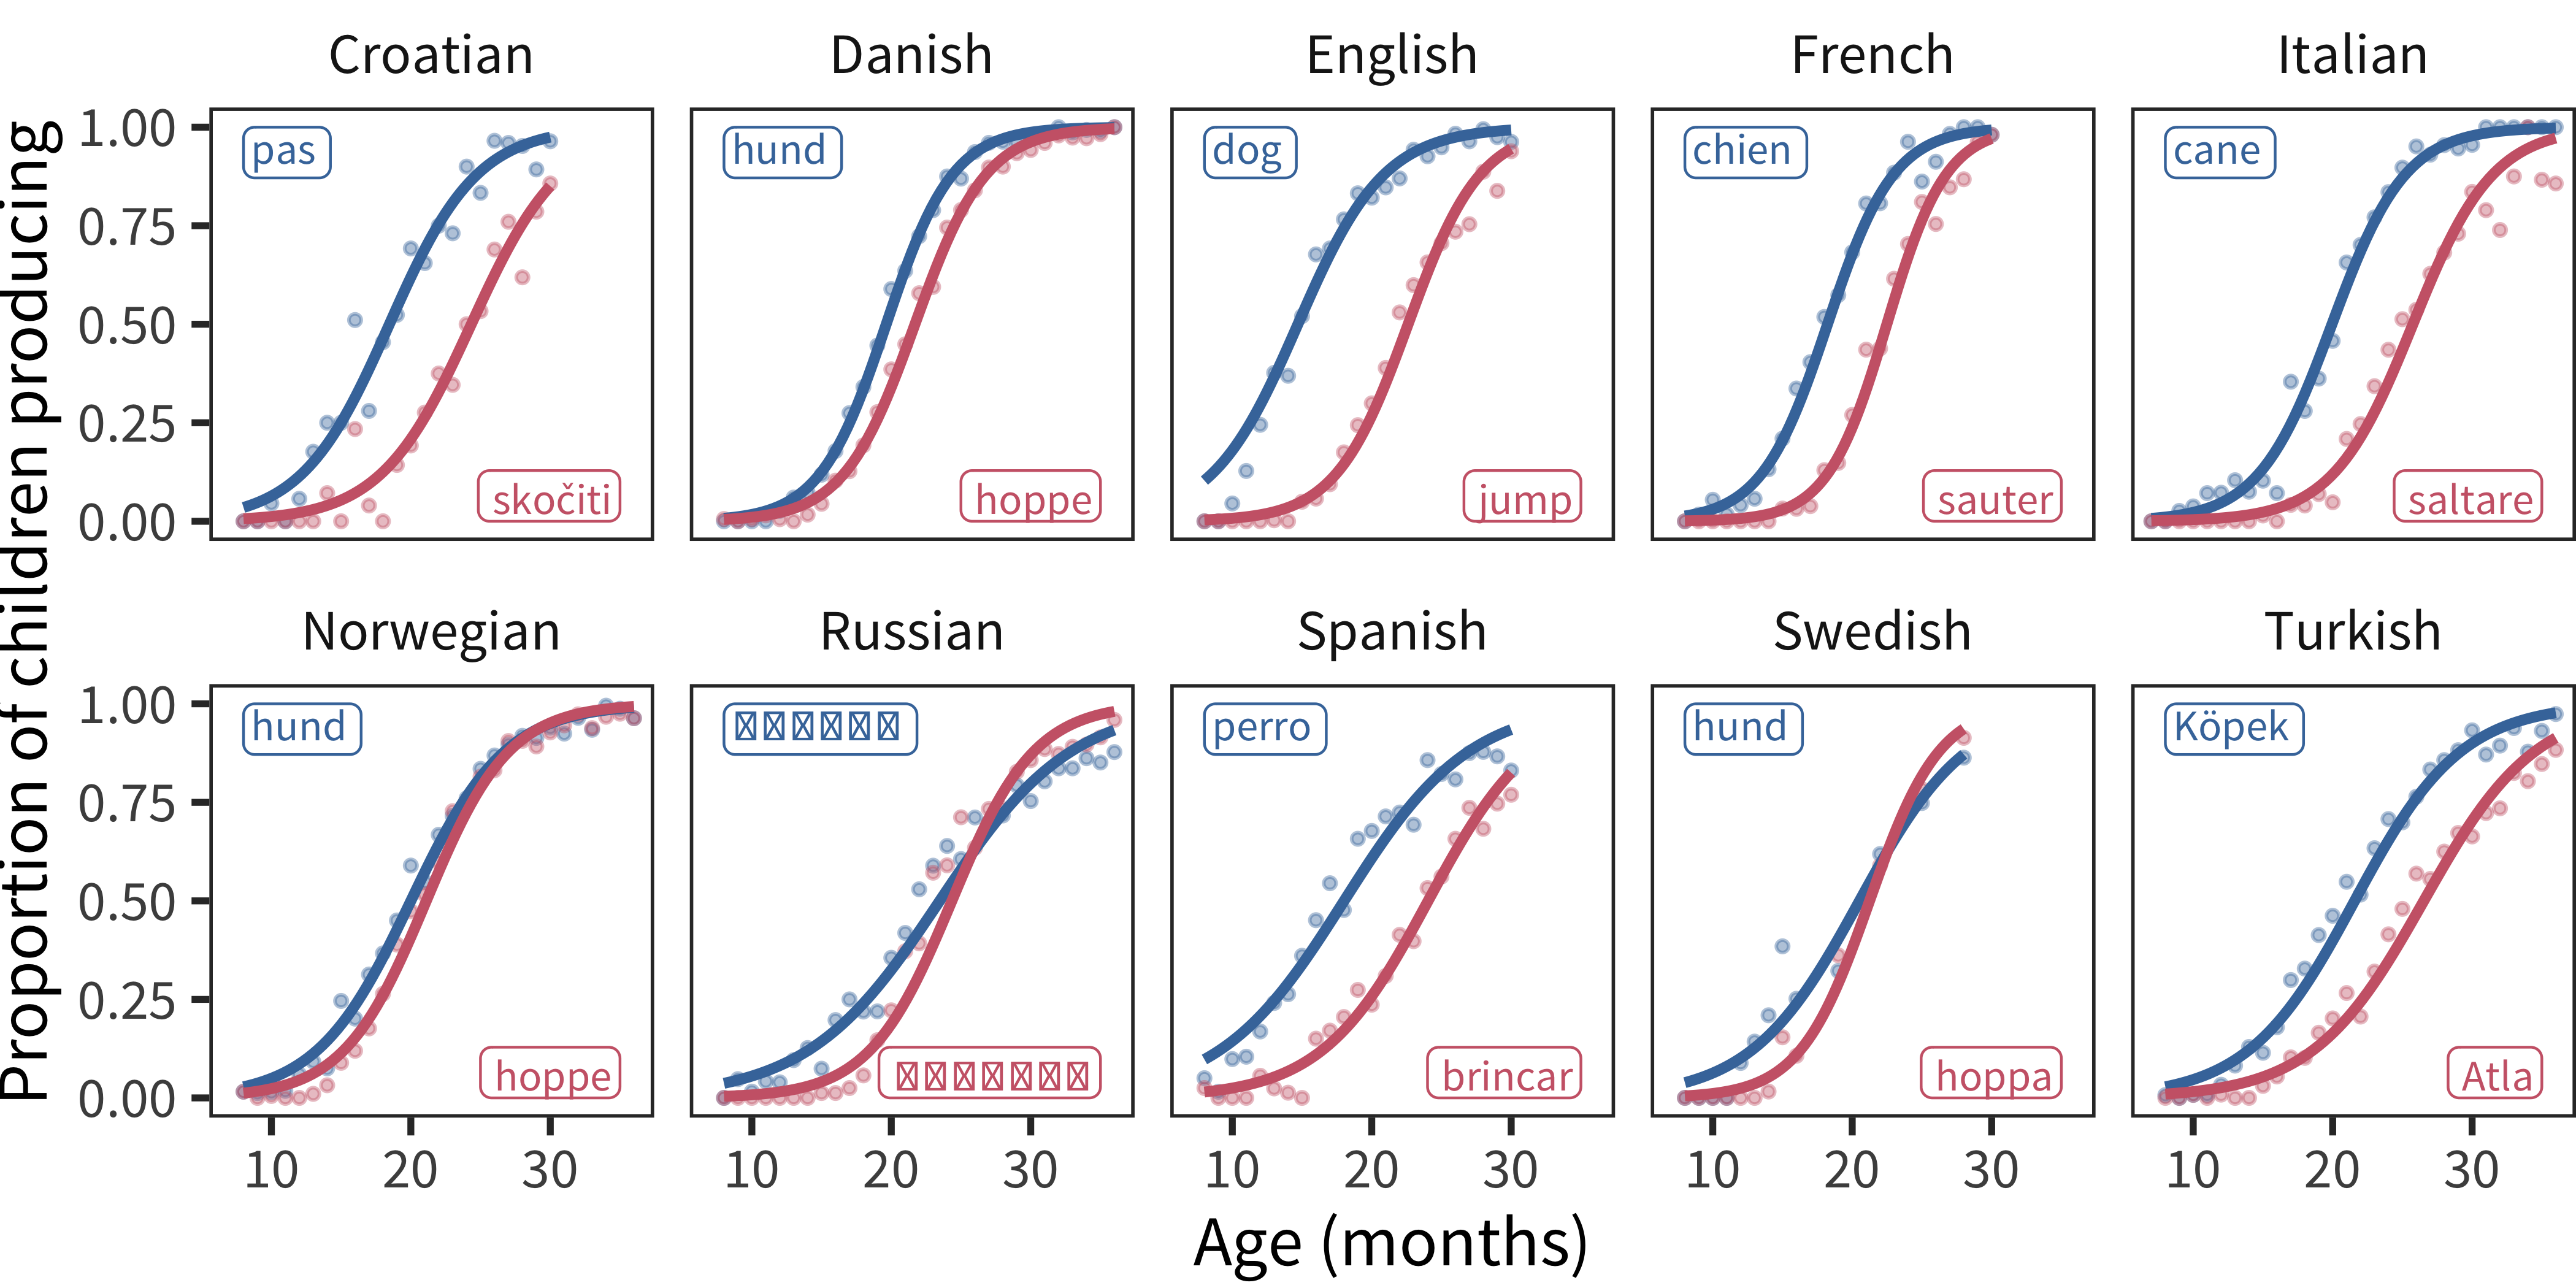 Croatian Danish English French Italian
Proportion of children producing
1.00
0.75
0.50
0.25
0.00
pas
skočiti
hund
hoppe
dog
jump
chien
sauter
cane
saltare
Norwegian Russian Spanish Swedish Turkish
1.00
0.75
0.50
0.25
0.00
hund
hoppe
perro
brincar
hund
hoppa
Köpek
Atla
10 20 30 10 20 30 10 20 30 10 20 30 10 20 30
Age (months)